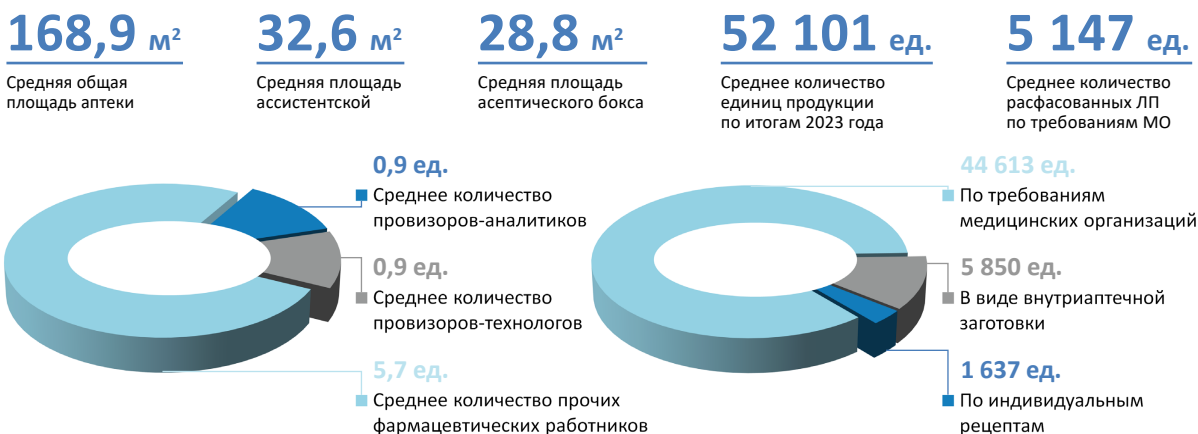 168,9 м²
Средняя общая
площадь аптеки
32,6 м²
Средняя площадь
ассистентской
28,8 м²
Средняя площадь
асептического бокса
52 101 ед.
Среднее количество
единиц продукции
по итогам 2023 года
5 147 ед.
Среднее количество
расфасованных ЛП
по требованиям МО
0,9 ед.
Среднее количество
провизоров-аналитиков
0,9 ед.
Среднее количество
провизоров-технологов
5,7 ед.
Среднее количество прочих
фармацевтических работников
44 613 ед.
По требованиям
медицинских организаций
5 850 ед.
В виде внутриаптечной
заготовки
1 637 ед.
По индивидуальным
рецептам